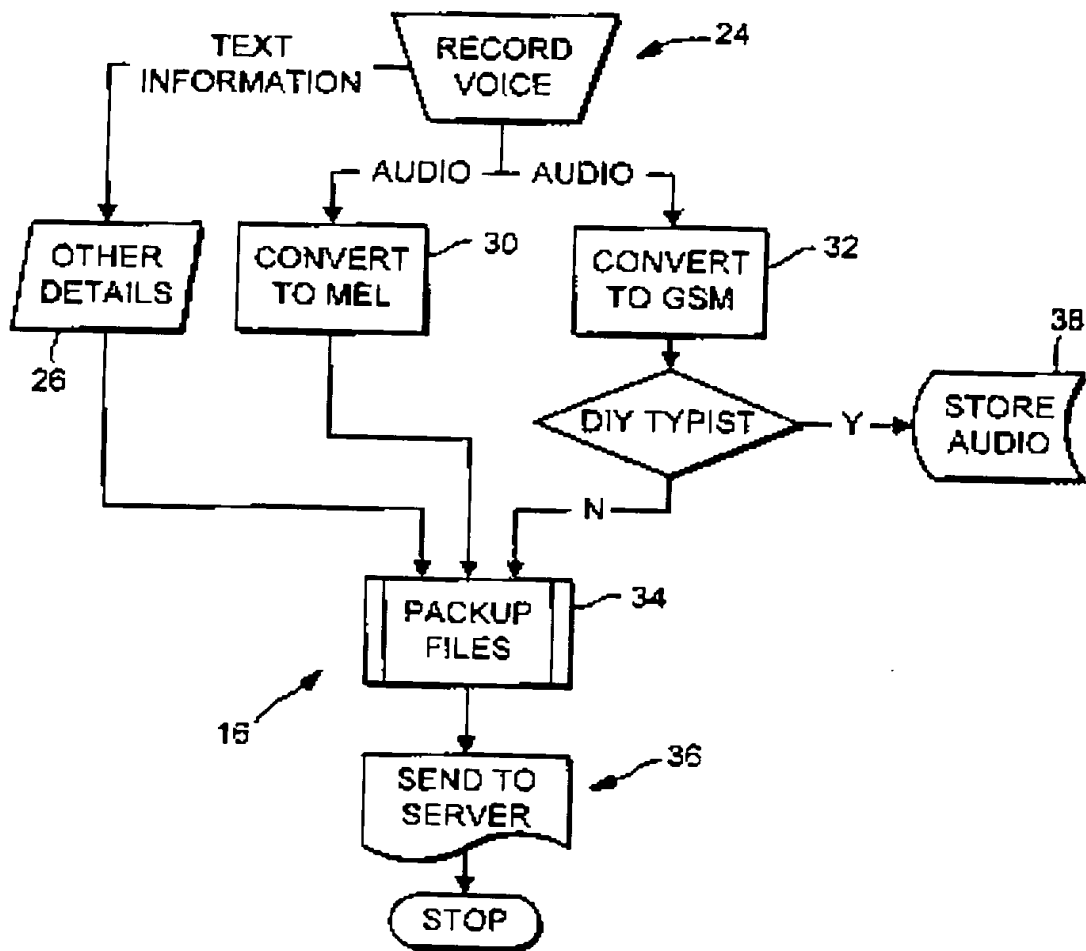 24
RECORD
VOICE
TEXT
INFORMATION
AUDIO
AUDIO
OTHER
DETAILS
26
CONVERT
TO MEL
30
CONVERT
TO GSM
32
38
DIY TYPIST
Y
STORE
AUDIO
N
PACKUP
FILES
34
16
SEND TO
SERVER
36
STOP